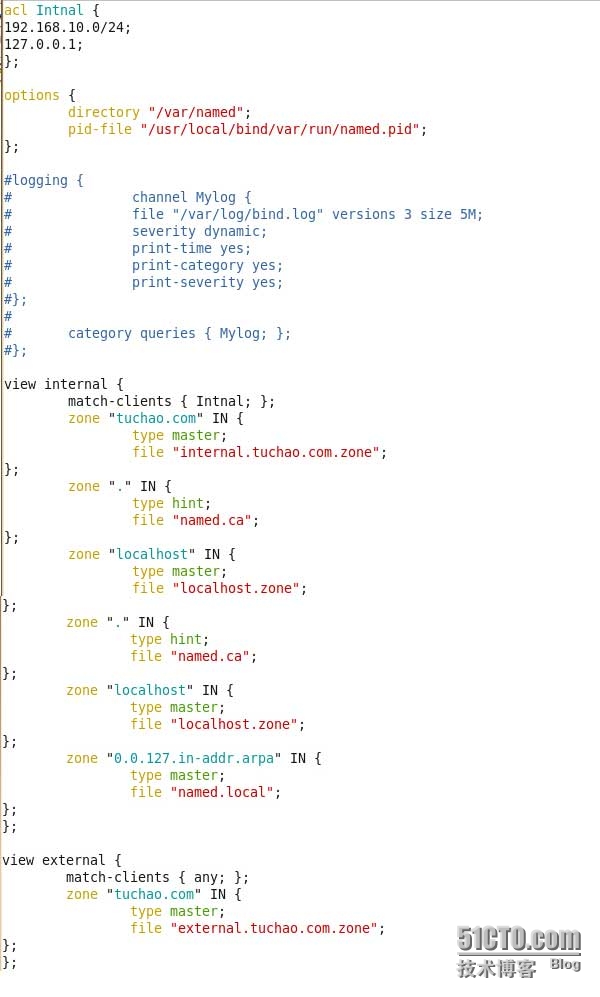 acl Intnal {
192.168.10.0/24;
127.0.0.1;
};
options {
directory "/var/named";
pid-file "/usr/local/bind/var/run/named.pid";
};
#logging {
# channel Mylog {
# file "/var/log/bind.log" versions 3 size 5M;
# severity dynamic;
# print-time yes;
# print-category yes;
# print-severity yes;
#};
#
# category queries { Mylog; };
#};
view internal {
match-clients { Intnal; };
zone "tuchao.com" IN {
type master;
file "internal.tuchao.com.zone";
};
zone "." IN {
type hint;
file "named.ca";
};
zone "localhost" IN {
type master;
file "localhost.zone";
};
zone "." IN {
type hint;
file "named.ca";
};
zone "localhost" IN {
type master;
file "localhost.zone";
};
zone "0.0.127.in-addr.arpa" IN {
type master;
file "named.local";
};
};
view external {
match-clients { any; };
zone "tuchao.com" IN {
type master;
file "external.tuchao.com.zone";
};
};
51CTO.com
技术博客 Blog